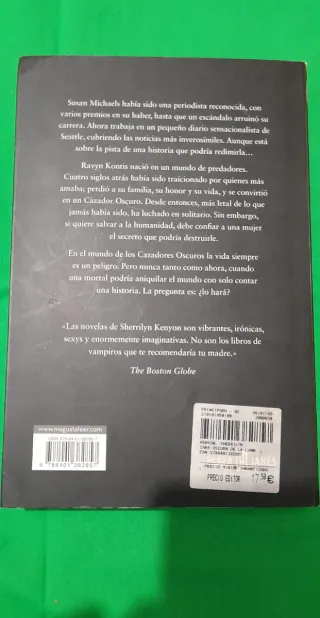 Susan Michaels había sido una periodista reconocida, con
varios premios en su haber, hasta que un escándalo arruinó su
carrera. Ahora trabaja en un pequeño diario sensacionalista de
Seattle, cubriendo las noticias más inverosímiles. Aunque está
sobre la pista de una historia que podría redimirla...
Ravyn Kontis nació en un mundo de predadores.
Cuatro siglos atrás había sido traicionado por quienes más
amaba; perdió a su familia, su honor y su vida, y se convirtió
en un Cazador Oscuro. Desde entonces, más letal de lo que
jamás había sido, ha luchado en solitario. Sin embargo,
si quiere salvar a la humanidad, debe confiar a una mujer
el secreto que podría destruirle.
En el mundo de los Cazadores Oscuros la vida siempre
es un peligro. Pero nunca tanto como ahora, cuando
una mortal podría aniquilar el mundo con solo contar
una historia. La pregunta es: ¿lo hará?
«Las novelas de Sherrilyn Kenyon son vibrantes, irónicas,
sexys y enormemente imaginativas. No son los libros de
vampiros que te recomendaría tu madre.»
The Boston Globe
www.megustaleer.com
KENYON, SHERRILYN
CARA OSCURA DE LA LUNA
PRECIO EDITOR 17,50 €